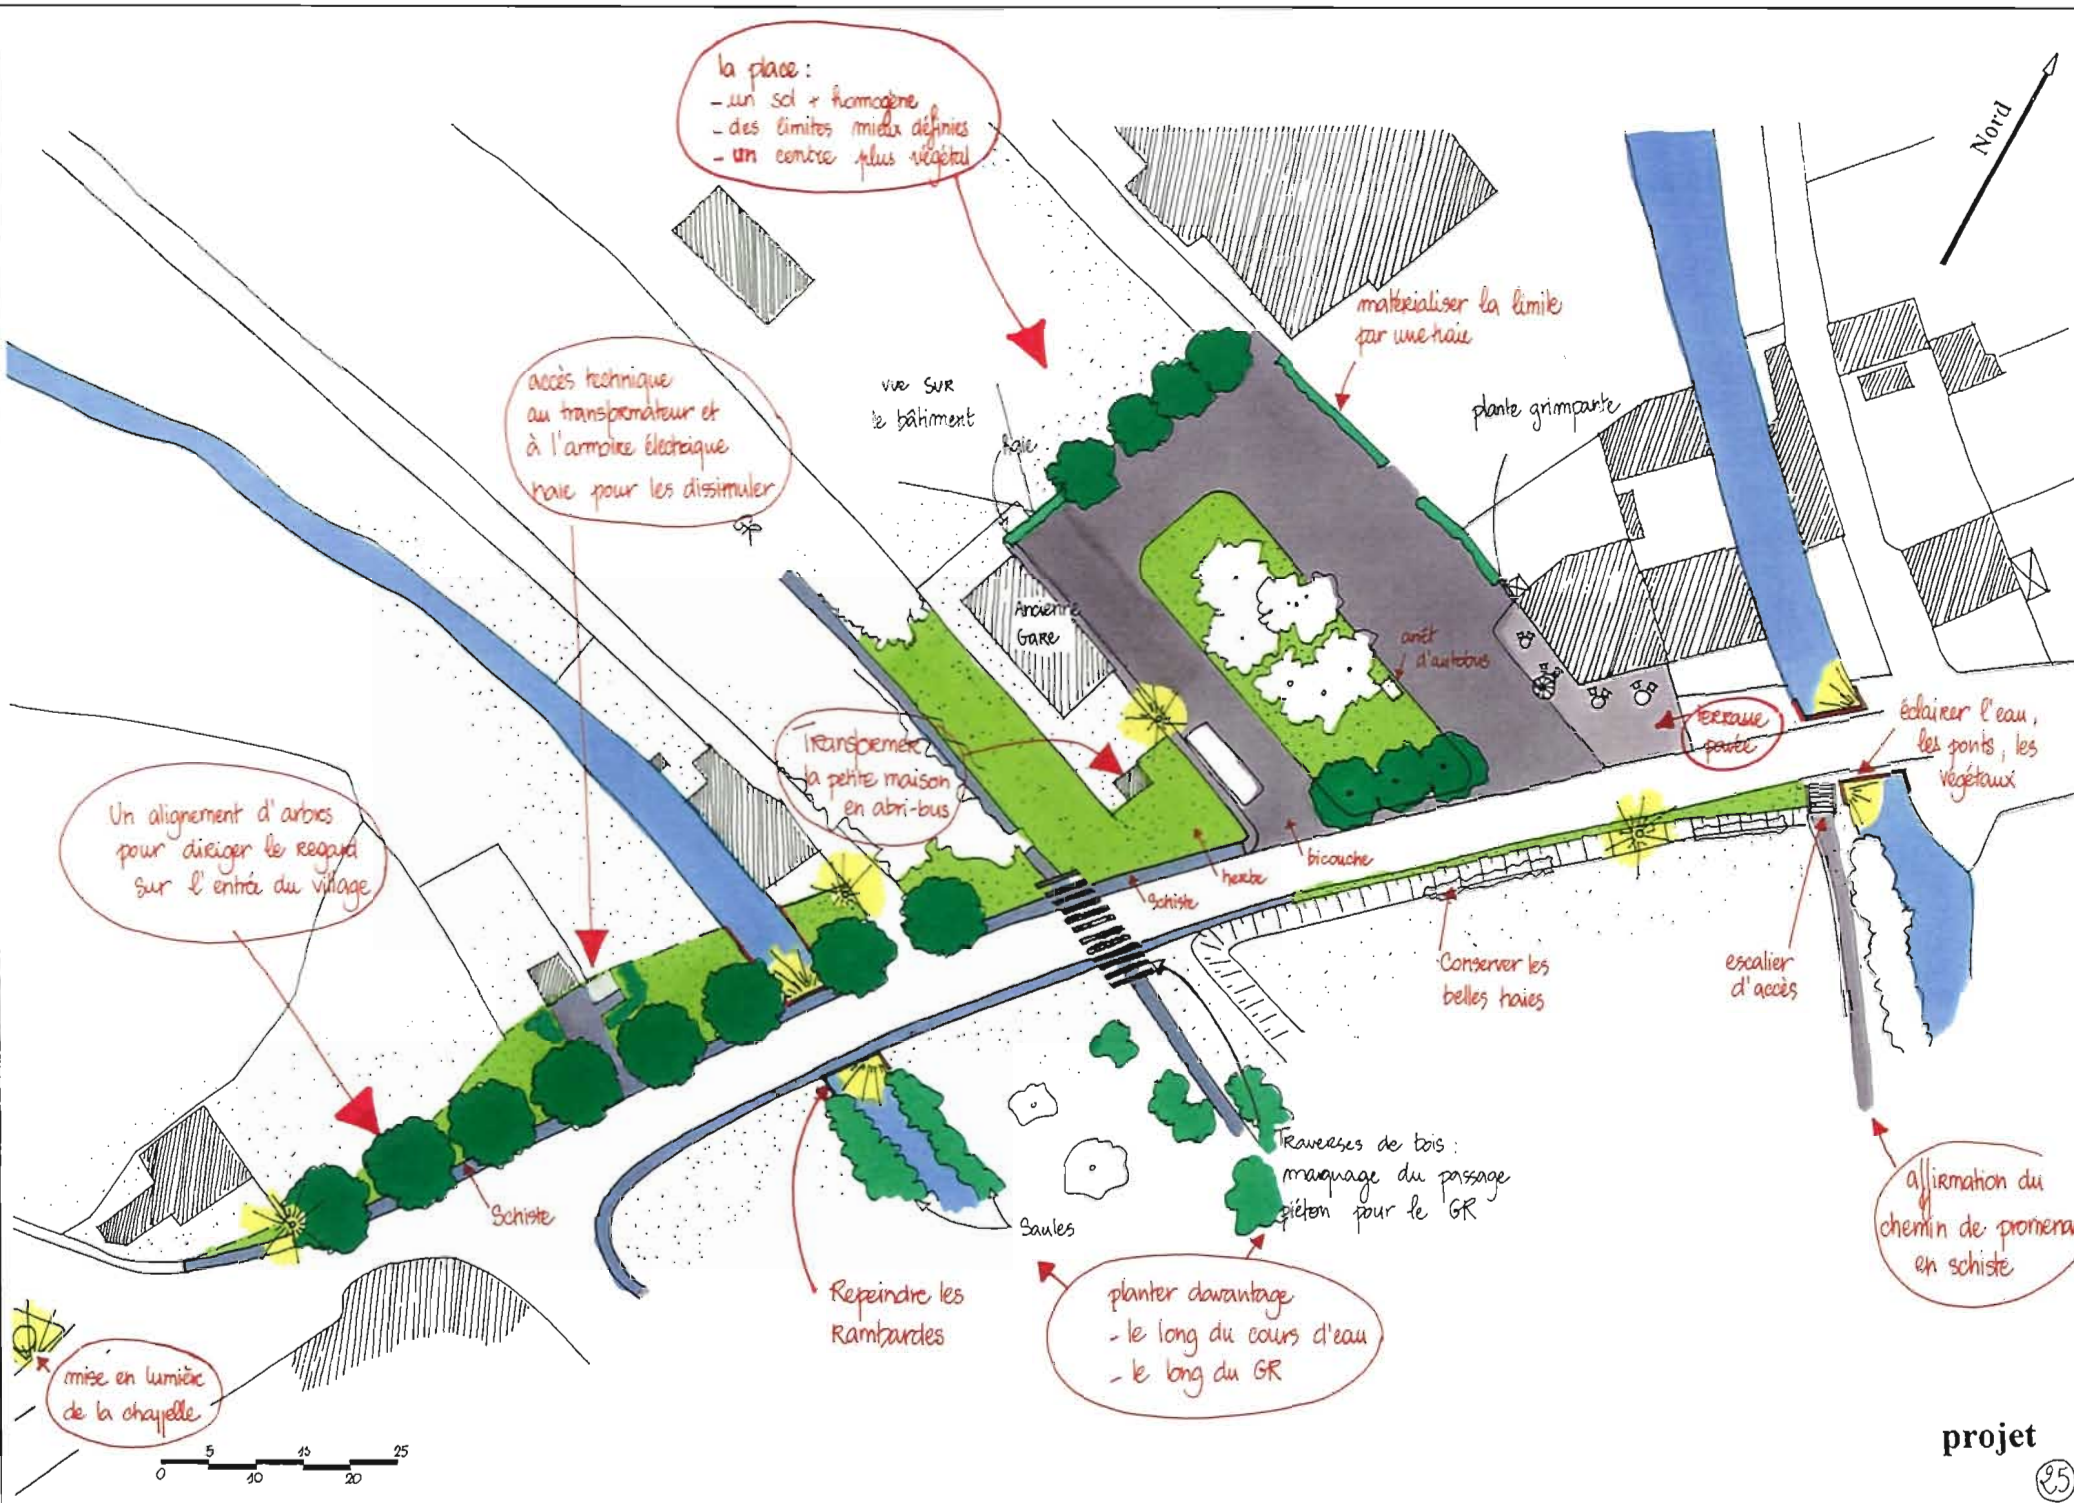 la place :
- un sol + homogène
- des limites mieux définies
- un centre plus végétal
Nord
matérialiser la limite
par une haie
accès technique
au transformateur et
à l'armoire électrique
haie pour les dissimuler
vue sur
le bâtiment
haie
plante grimpante
Ancienne
Gare
arrêt
d'autobus
Transformer
la petite maison
en abri-bus
terrasse
pavée
éclairer l'eau,
les ponts, les
végétaux
Un alignement d'arbres
pour diriger le regard
sur l'entrée du village
bicouche
herbe
Schiste
Conserver les
belles haies
escalier
d'accès
Schiste
Traverses de bois :
marquage du passage
piéton pour le GR
Saules
affirmation du
chemin de promena
en schiste
Repeindre les
Rambardes
planter davantage
- le long du cours d'eau
- le long du GR
mise en lumière
de la chapelle
5 15 25
0 10 20
projet
25